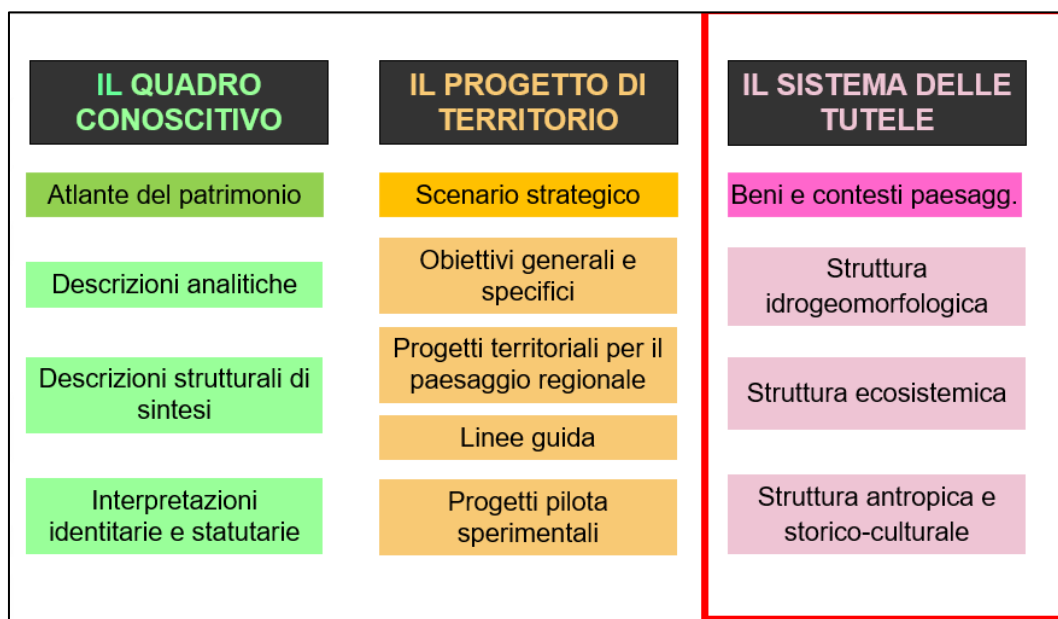 IL QUADRO
CONOSCITIVO
Atlante del patrimonio
Descrizioni analitiche
Descrizioni strutturali di
sintesi
Interpretazioni
identitarie e statutarie
IL PROGETTO DI
TERRITORIO
Scenario strategico
Obiettivi generali e
specifici
Progetti territoriali per il
paesaggio regionale
Linee guida
Progetti pilota
sperimentali
IL SISTEMA DELLE
TUTELE
Beni e contesti paesagg.
Struttura
idrogeomorfologica
Struttura ecosistemica
Struttura antropica e
storico-culturale